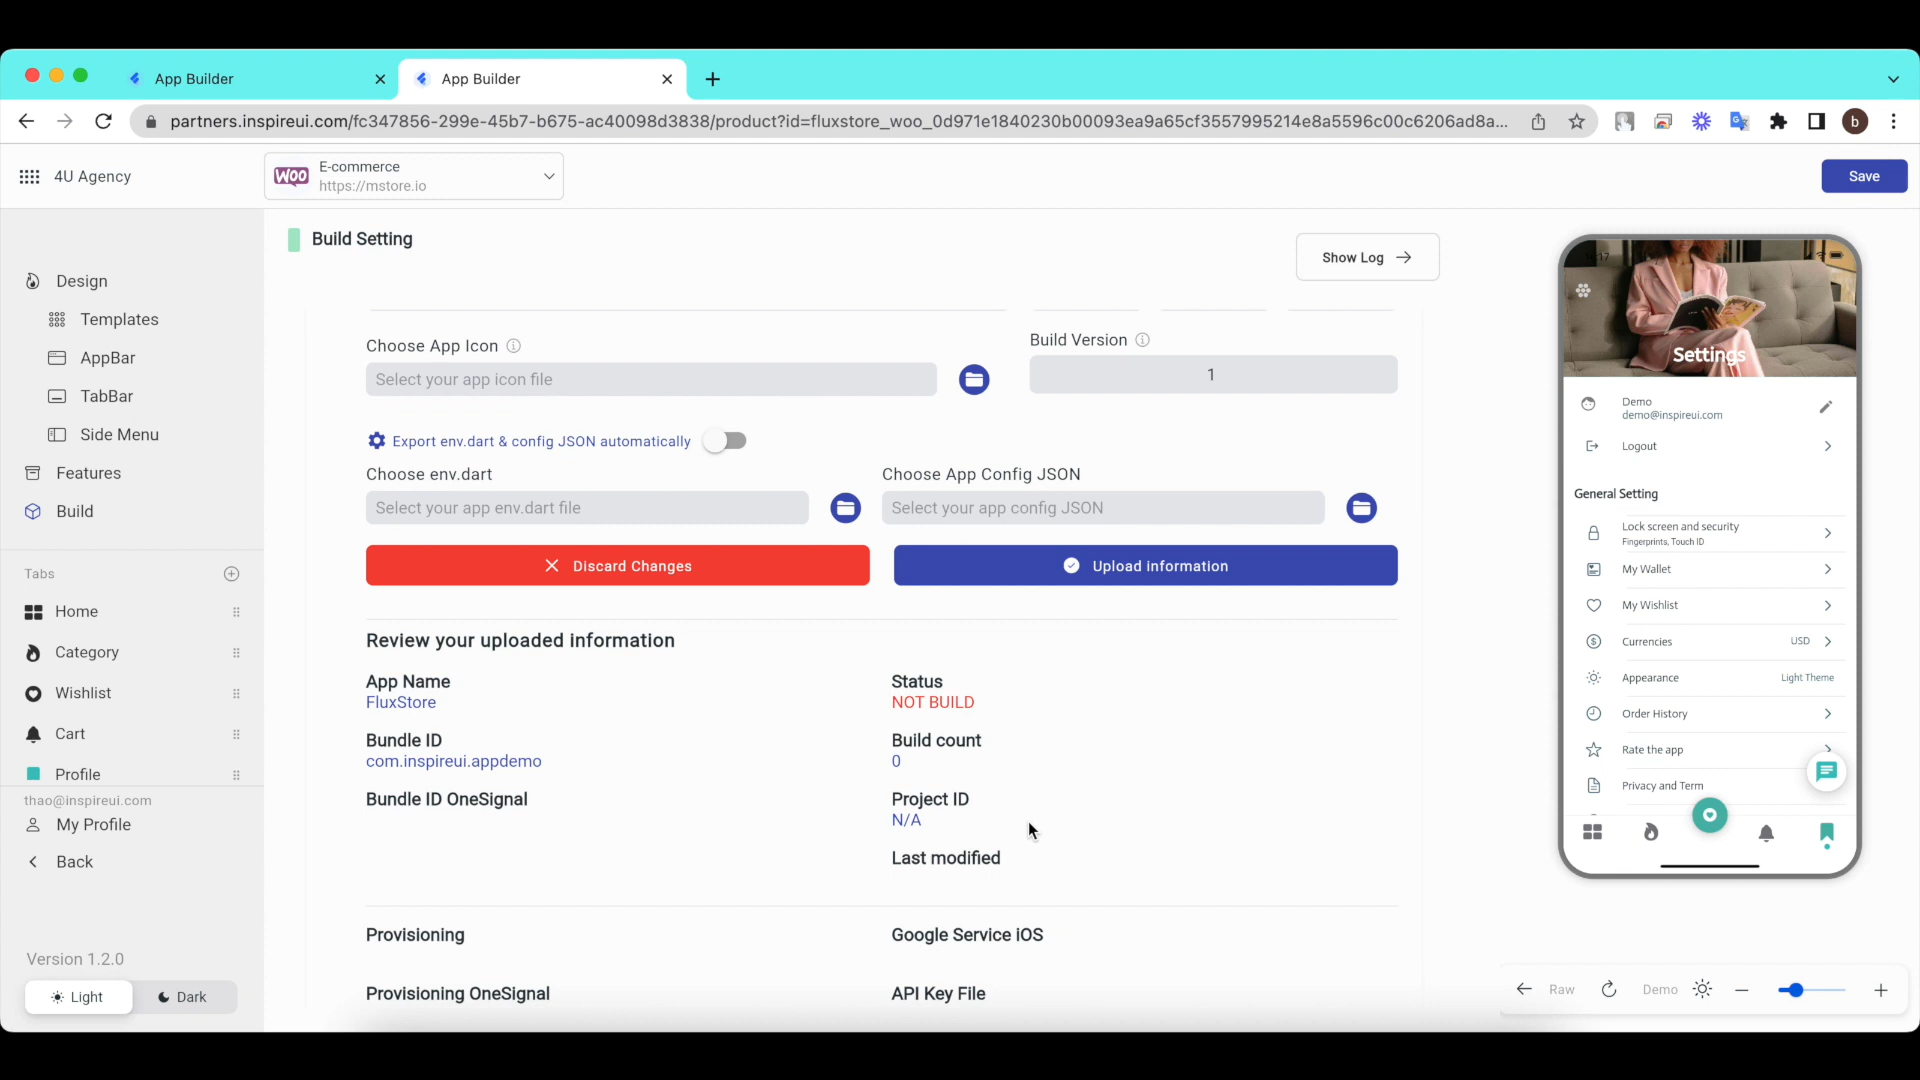 App Builder
App Builder
partners.inspireui.com/fc347856-299e-45b7-b675-ac40098d3838/product?id=fluxstore_woo_0d971e1840230b00093ea9a65cf3557995214e8a5596c00c6206ad8a...
b
4U Agency
WOO
E-commerce
https://mstore.io
Save
Build Setting
Show Log
Design
Templates
AppBar
TabBar
Side Menu
Features
Build
Tabs
Home
Category
Wishlist
Cart
Profile
thao@inspireui.com
My Profile
Back
Version 1.2.0
Light
Dark
Choose App Icon
Select your app icon file
Build Version
1
Export env.dart & config JSON automatically
Choose env.dart
Select your app env.dart file
Choose App Config JSON
Select your app config JSON
Discard Changes
Upload information
Review your uploaded information
App Name
FluxStore
Status
NOT BUILD
Bundle ID
com.inspireui.appdemo
Build count
0
Bundle ID OneSignal
Project ID
N/A
Last modified
Provisioning
Google Service iOS
Provisioning OneSignal
API Key File
Settings
Demo
demo@inspireui.com
Logout
General Setting
Lock screen and security
Fingerprints, Touch ID
My Wallet
My Wishlist
Currencies
USD
Appearance
Light Theme
Order History
Rate the app
Privacy and Term
Raw
Demo